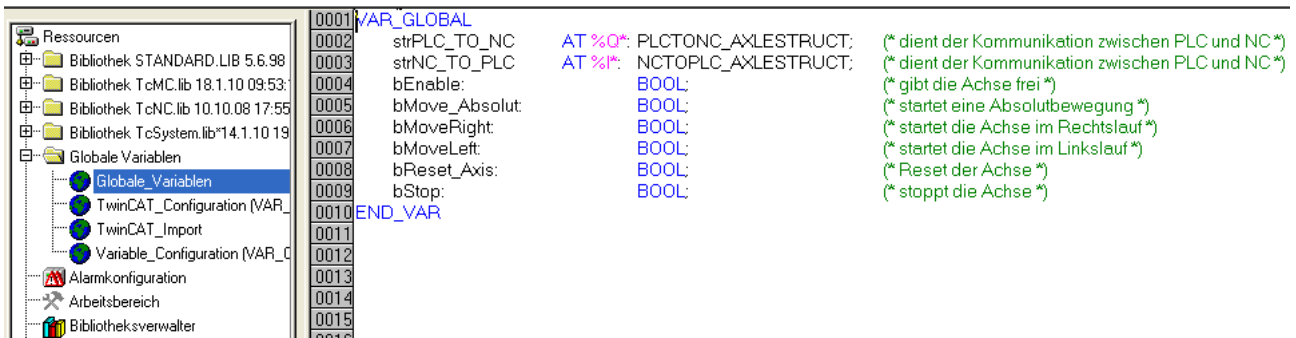 Ressourcen
Bibliothek STANDARD.LIB 5.6.98
Bibliothek TcMC.lib 18.1.10 09:53:
Bibliothek TcNC.lib 10.10.08 17:55
Bibliothek TcSystem.lib*14.1.10 19
Globale Variablen
Globale_Variablen
TwinCAT_Configuration (VAR_
TwinCAT_Import
Variable_Configuration (VAR_C
Alarmkonfiguration
Arbeitsbereich
Bibliotheksverwalter
0001 VAR_GLOBAL
0002 strPLC_TO_NC AT %Q*: PLCTONC_AXLESTRUCT; (* dient der Kommunikation zwischen PLC und NC *)
0003 strNC_TO_PLC AT %I*: NCTOPLC_AXLESTRUCT; (* dient der Kommunikation zwischen PLC und NC *)
0004 bEnable: BOOL; (* gibt die Achse frei *)
0005 bMove_Absolut: BOOL; (* startet eine Absolutbewegung *)
0006 bMoveRight: BOOL; (* startet die Achse im Rechtslauf *)
0007 bMoveLeft: BOOL; (* startet die Achse im Linkslauf *)
0008 bReset_Axis: BOOL; (* Reset der Achse *)
0009 bStop: BOOL; (* stoppt die Achse *)
0010 END_VAR
0011
0012
0013
0014
0015